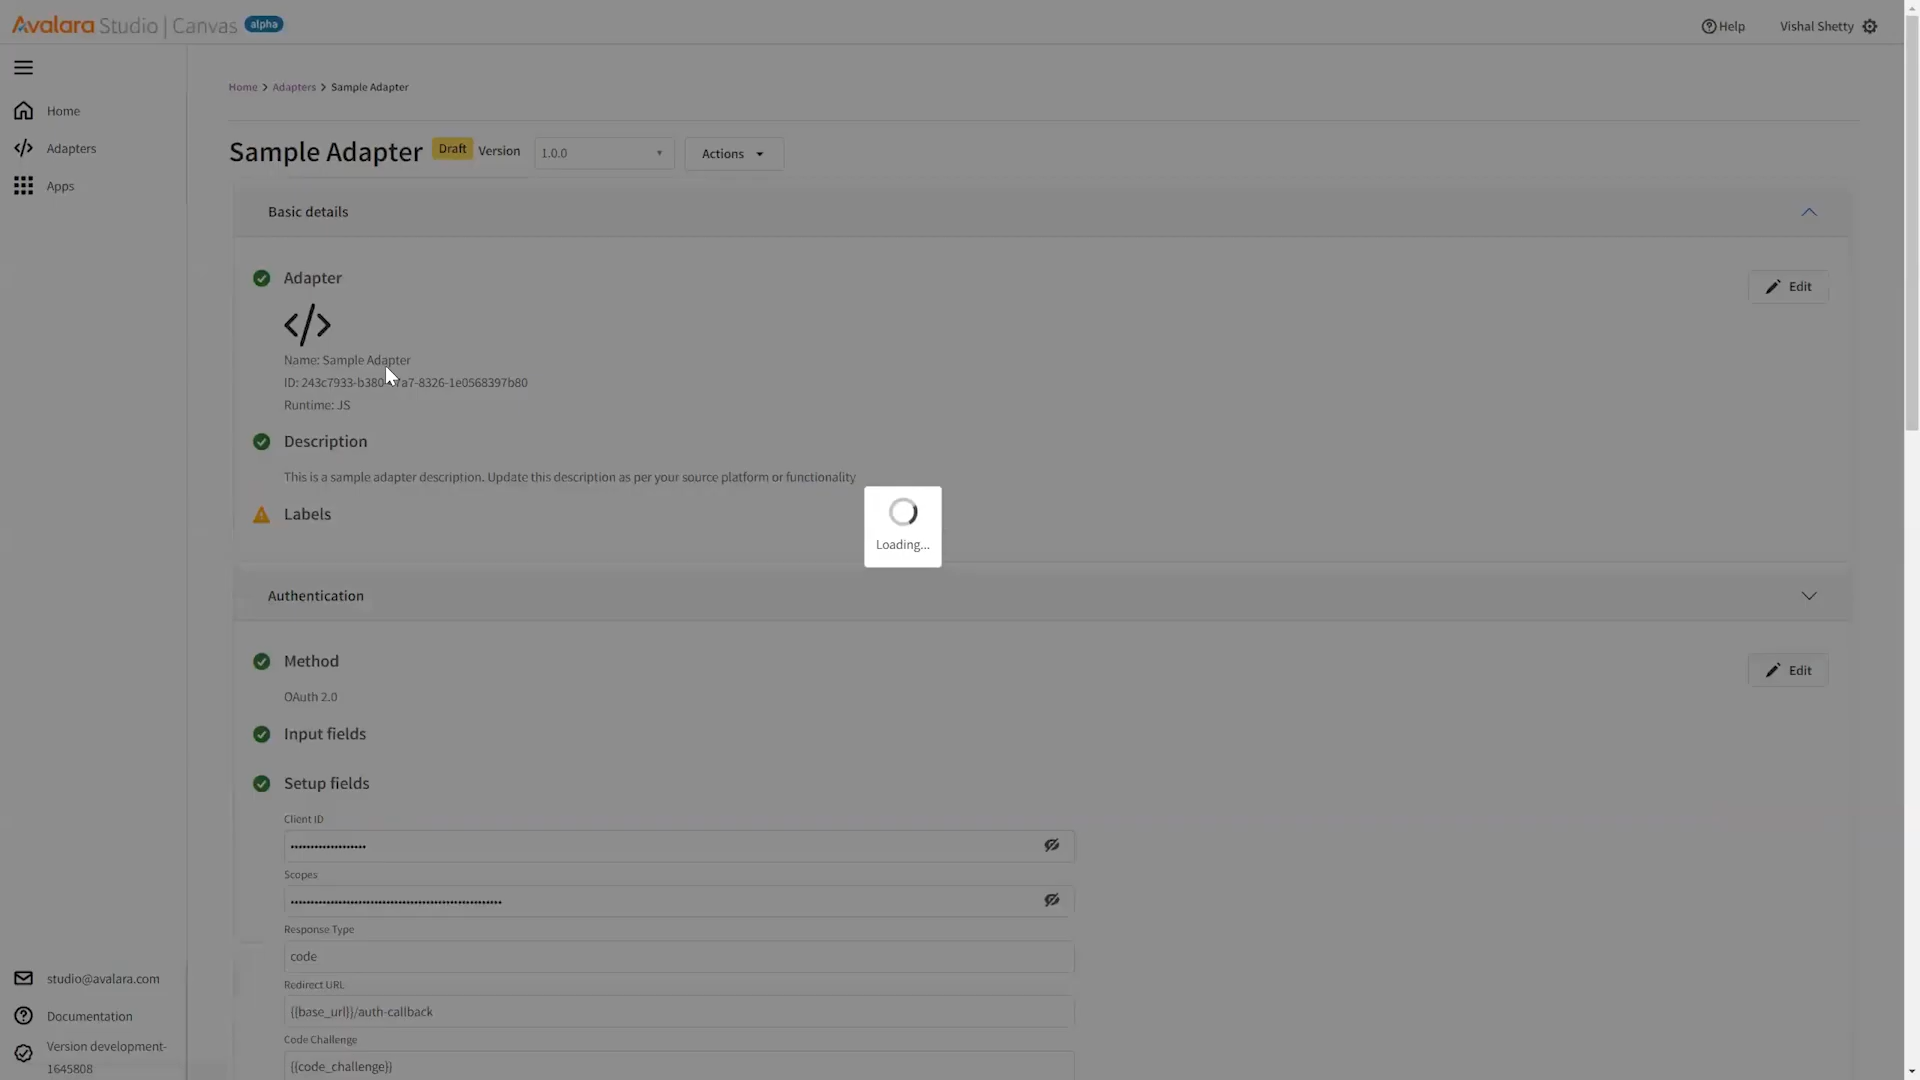 Avalara Studio | Canvas alpha
Help
Vishal Shetty
Home
Adapters
Apps
Home > Adapters > Sample Adapter
Sample Adapter Draft Version 1.0.0 Actions
Basic details
Adapter
Edit
Name: Sample Adapter
Runtime: JS
Description
This is a sample adapter description. Update this description as per your source platform or functionality
Labels
Loading...
Authentication
Method
Edit
OAuth 2.0
Input fields
Setup fields
Client ID
Scopes
Response Type
code
Redirect URL
{{base_url}}/auth-callback
Code Challenge
{{code_challenge}}
studio@avalara.com
Documentation
Version development-
1645808